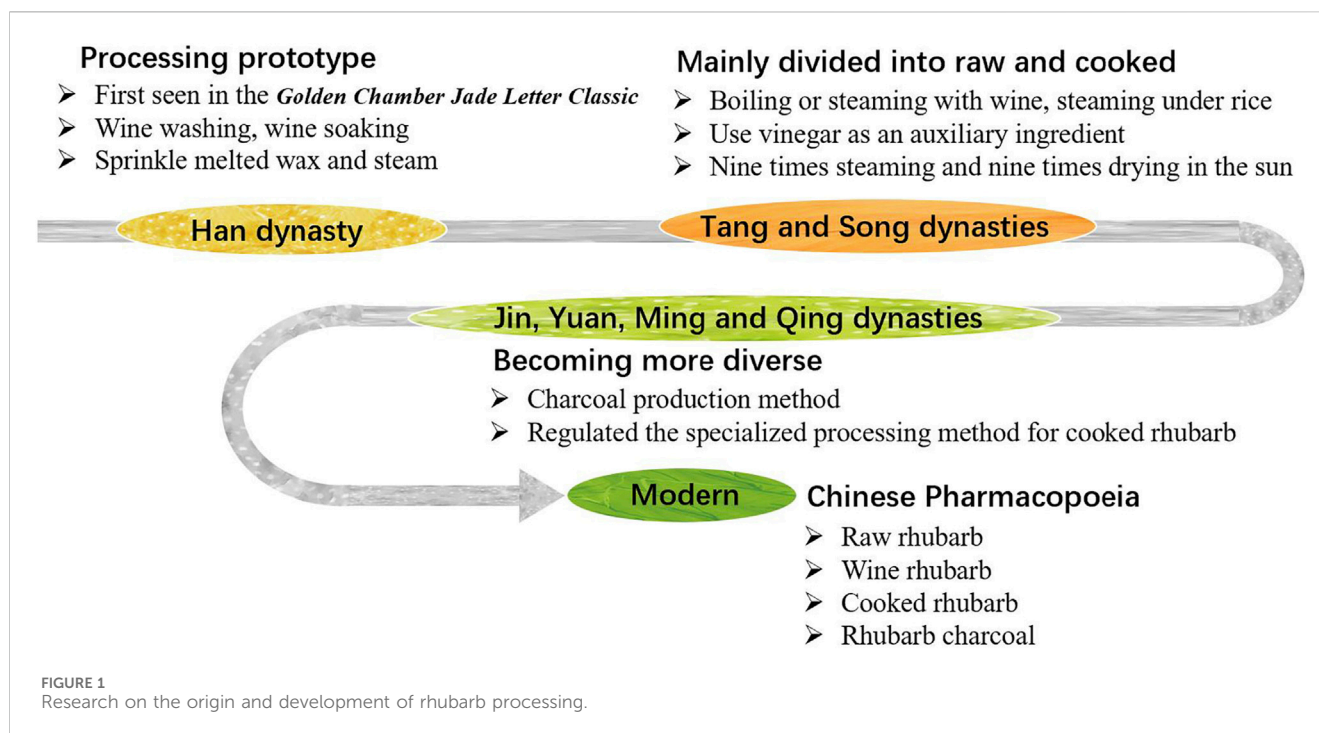 Processing prototype
➢ First seen in the Golden Chamber Jade Letter Classic
➢ Wine washing, wine soaking
➢ Sprinkle melted wax and steam
Mainly divided into raw and cooked
➢ Boiling or steaming with wine, steaming under rice
➢ Use vinegar as an auxiliary ingredient
➢ Nine times steaming and nine times drying in the sun
Han dynasty
Tang and Song dynasties
Jin, Yuan, Ming and Qing dynasties
Becoming more diverse
➢ Charcoal production method
➢ Regulated the specialized processing method for cooked rhubarb
Modern
Chinese Pharmacopoeia
➢ Raw rhubarb
➢ Wine rhubarb
➢ Cooked rhubarb
➢ Rhubarb charcoal
FIGURE 1
Research on the origin and development of rhubarb processing.